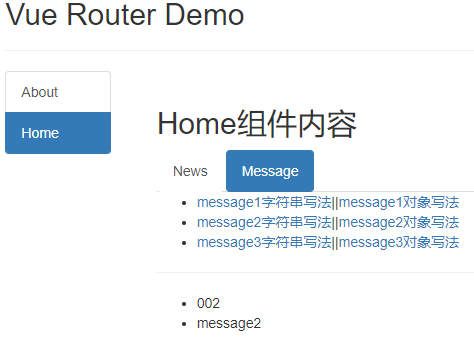 Vue Router Demo
About
Home
Home组件内容
News
Message
message1字符串写法||message1对象写法
message2字符串写法||message2对象写法
message3字符串写法||message3对象写法
002
message2